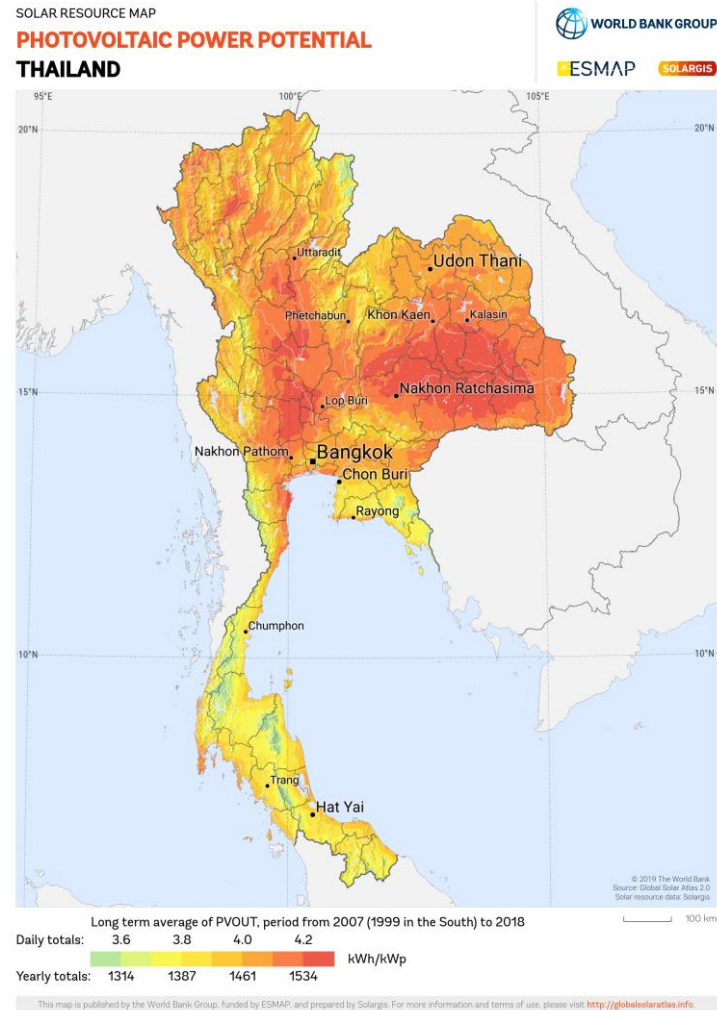 SOLAR RESOURCE MAP
PHOTOVOLTAIC POWER POTENTIAL
THAILAND
WORLD BANK GROUP
ESMAP
SOLARGIS
95°E 100°E 105°E
20°N 20°N
Uttaradit
Udon Thani
Phetchabun Khon Kaen Kalasin
15°N 15°N
Nakhon Ratchasima
Lop Buri
Nakhon Pathom Bangkok
Chon Buri
Rayong
Chumphon
10°N 10°N
Trang
Hat Yai
© 2019 The World Bank
Source: Global Solar Atlas 2.0
Solar resource data: Solargis
100 km
Long term average of PVOUT, period from 2007 (1999 in the South) to 2018
Daily totals: 3.6 3.8 4.0 4.2
kWh/kWp
Yearly totals: 1314 1387 1461 1534
This map is published by the World Bank Group, funded by ESMAP, and prepared by Solargis. For more information and terms of use, please visit http://globalsolaratlas.info.